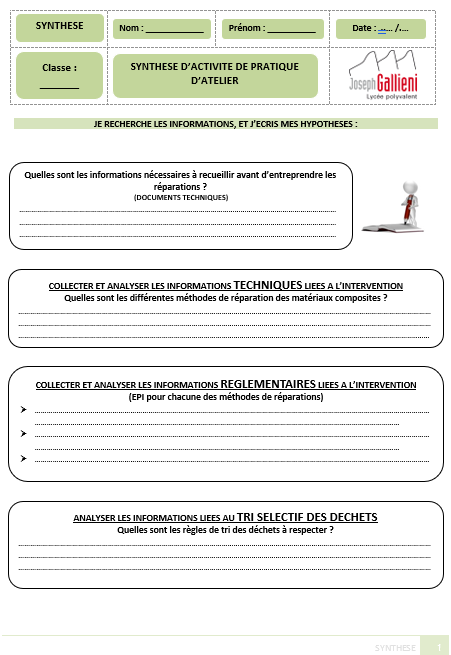 SYNTHESE
Nom : ____________
Prénom : ___________
Date : ..…. /….
Classe :
________
SYNTHESE D’ACTIVITE DE PRATIQUE
D’ATELIER
Joseph Gallieni
Lycée polyvalent
JE RECHERCHE LES INFORMATIONS, ET J’ECRIS MES HYPOTHESES :
Quelles sont les informations nécessaires à recueillir avant d’entreprendre les
réparations ?
(DOCUMENTS TECHNIQUES)
COLLECTER ET ANALYSER LES INFORMATIONS TECHNIQUES LIEES A L’INTERVENTION
Quelles sont les différentes méthodes de réparation des matériaux composites ?
COLLECTER ET ANALYSER LES INFORMATIONS REGLEMENTAIRES LIEES A L’INTERVENTION
(EPI pour chacune des méthodes de réparations)
ANALYSER LES INFORMATIONS LIEES AU TRI SELECTIF DES DECHETS
Quelles sont les règles de tri des déchets à respecter ?
SYNTHESE 1